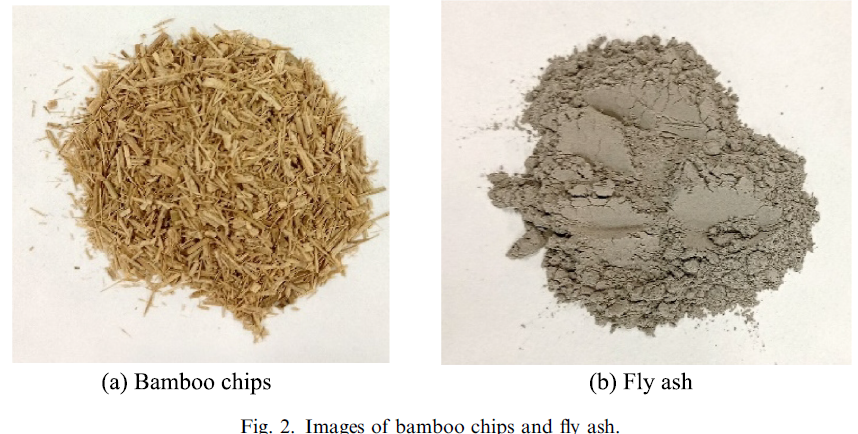 (a) Bamboo chips
(b) Fly ash
Fig. 2. Images of bamboo chips and fly ash.